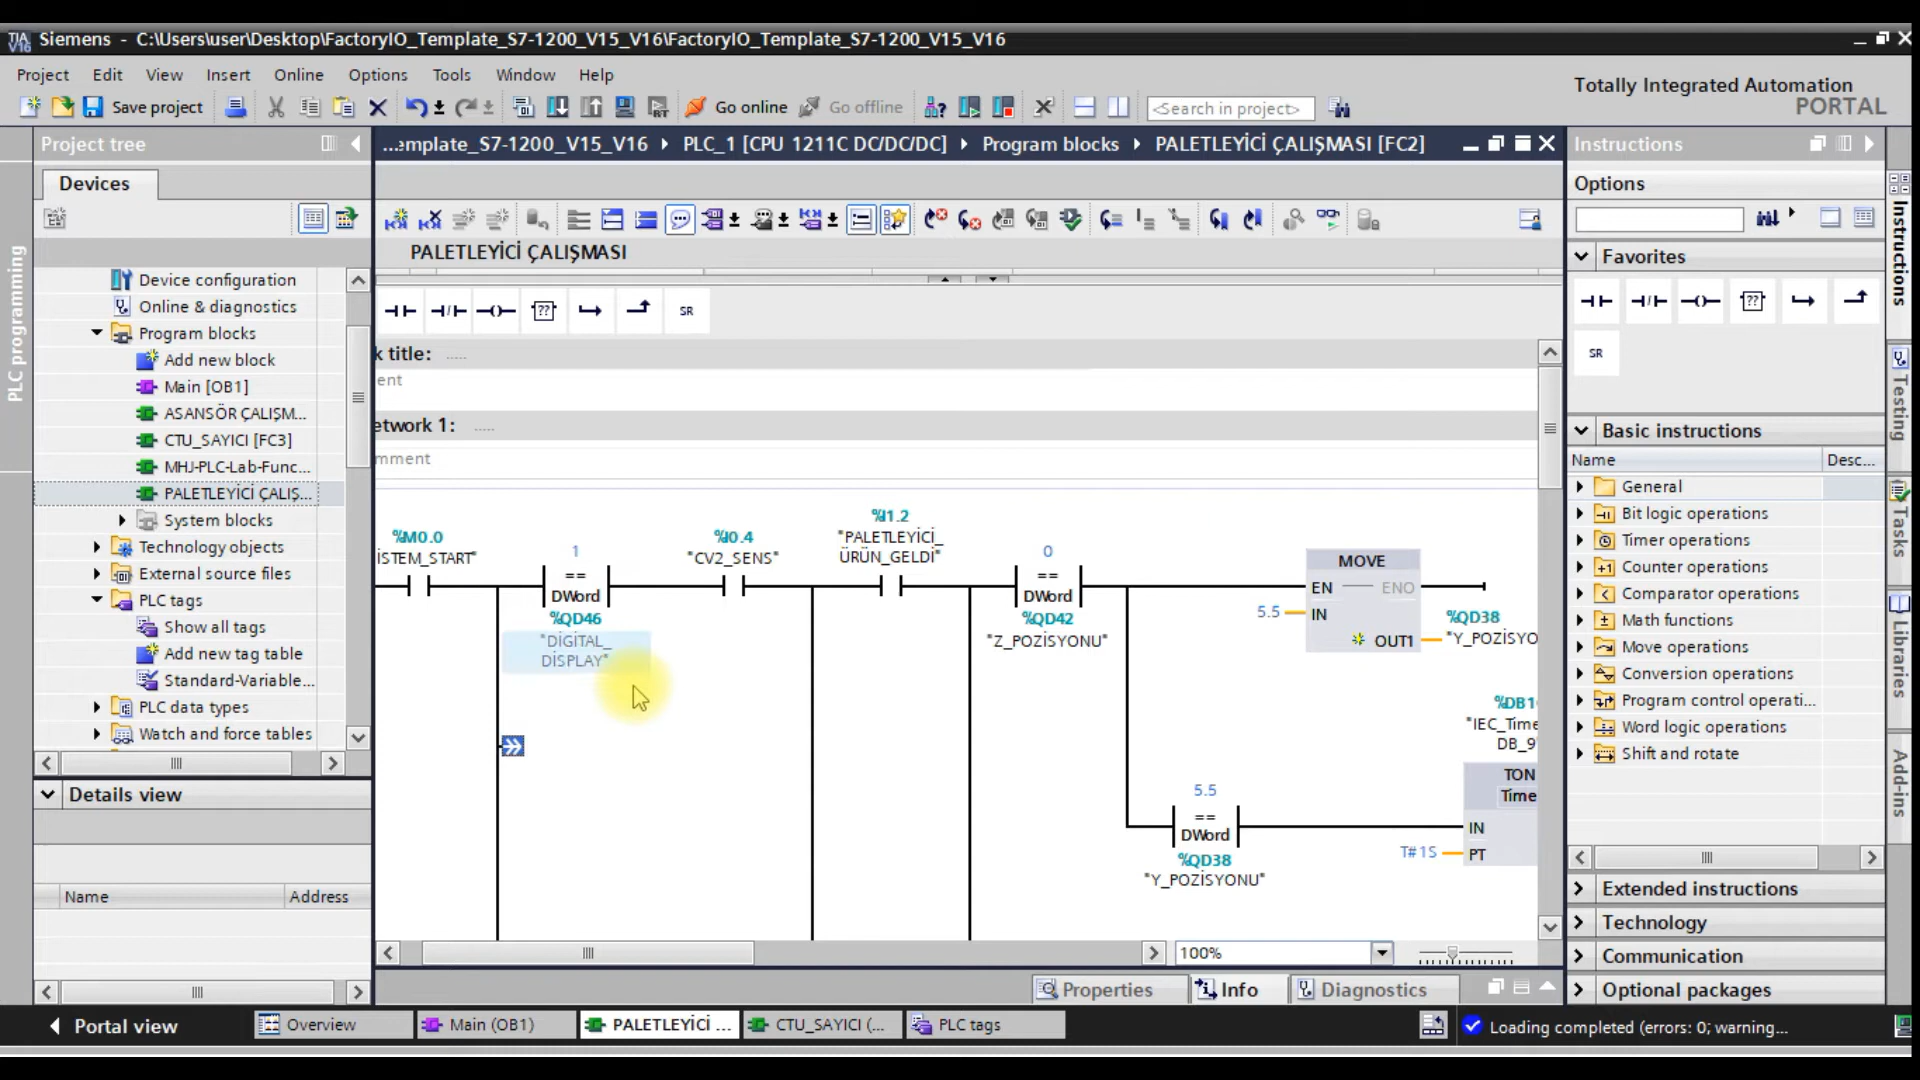 Siemens - C:\Users\user\Desktop\FactoryIO_Template_S7-1200_V15_V16\FactoryIO_Template_S7-1200_V15_V16
Project Edit View Insert Online Options Tools Window Help
Totally Integrated Automation
PORTAL
Save project Go online Go offline <Search in project>
Project tree
...emplate_S7-1200_V15_V16 PLC_1 [CPU 1211C DC/DC/DC] Program blocks PALETLEYİCİ ÇALIŞMASI [FC2]
Instructions
Devices
Options
PALETLEYİCİ ÇALIŞMASI
Favorites
PLC programming
Device configuration
Online & diagnostics
Program blocks
Add new block
Main [OB1]
ASANSÖR ÇALIŞM...
CTU_SAYICI [FC3]
MHJ-PLC-Lab-Func...
PALETLEYİCİ ÇALIŞ...
System blocks
Technology objects
External source files
PLC tags
Show all tags
Add new tag table
Standard-Variable...
PLC data types
Watch and force tables
Details view
Name Address
?? SR
k title: .....
ent
etwork 1: .....
mment
%M0.0
İSTEM_START"
1
==
DWord
%QD46
"DİGİTAL_
DİSPLAY"
%I0.4
"CV2_SENS"
%I1.2
"PALETLEYİCİ_
ÜRÜN_GELDİ"
0
==
DWord
%QD42
"Z_POZİSYONU"
MOVE
EN ENO
5.5 IN
OUT1
%QD38
"Y_POZİSYO
5.5
==
DWord
%QD38
"Y_POZİSYONU"
%DB1
"IEC_Time
DB_9
TON
Time
IN
T#1S PT
100%
?? SR
Basic instructions
Name Desc...
General
Bit logic operations
Timer operations
Counter operations
Comparator operations
Math functions
Move operations
Conversion operations
Program control operati...
Word logic operations
Shift and rotate
Extended instructions
Technology
Communication
Optional packages
Instructions
Testing
Tasks
Libraries
Add-ins
Properties Info Diagnostics
Portal view Overview Main (OB1) PALETLEYİCİ ... CTU_SAYICI (... PLC tags Loading completed (errors: 0; warning...